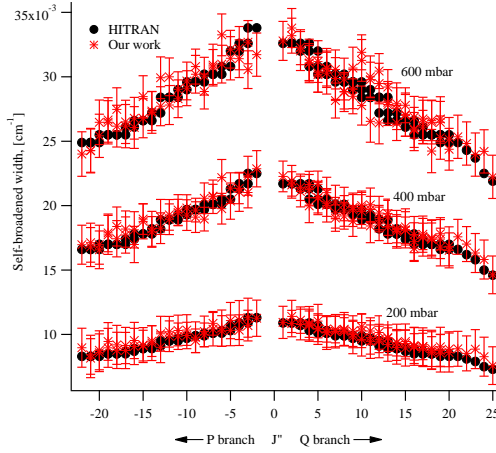 35x10⁻³
HITRAN
Our work
600 mbar
30
25
Self-broadened width, [cm⁻¹]
400 mbar
20
15
200 mbar
10
-20 -15 -10 -5 0 5 10 15 20 25
P branch J" Q branch